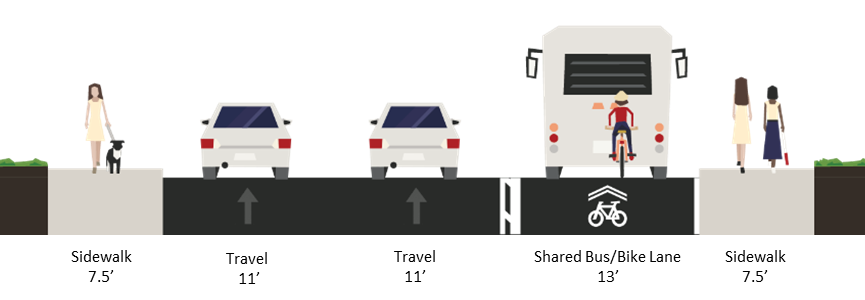 Sidewalk
7.5’
Travel
11’
Travel
11’
Shared Bus/Bike Lane
13’
Sidewalk
7.5’